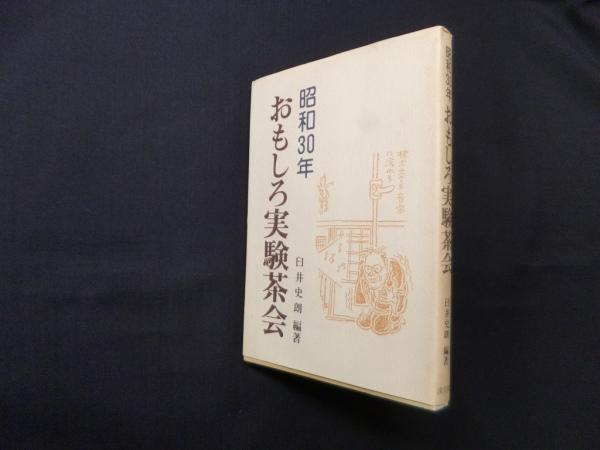 昭和30年
おもしろ実験茶会
臼井史朗 編著
昭和30年 おもしろ実験茶会
臼井史朗 編著